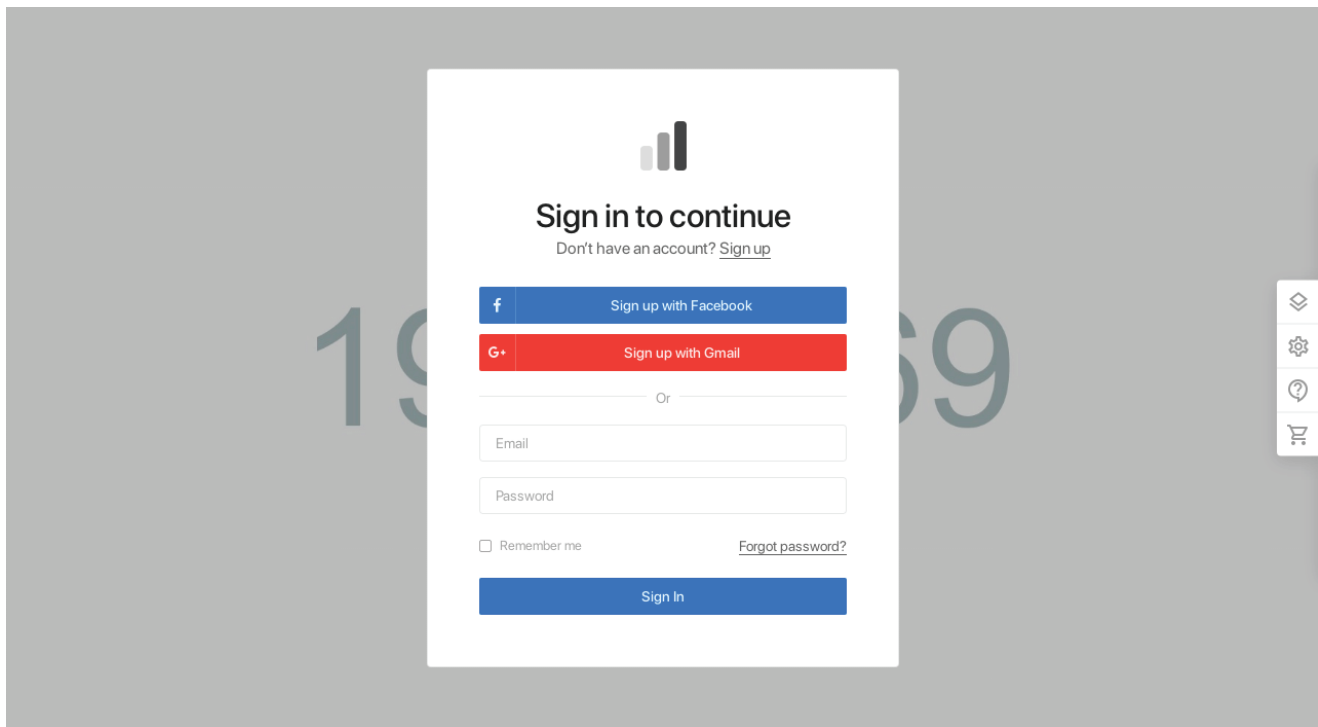 Sign in to continue
Don't have an account? Sign up
Sign up with Facebook
G+ Sign up with Gmail
Or
Email
Password
Remember me Forgot password?
Sign In